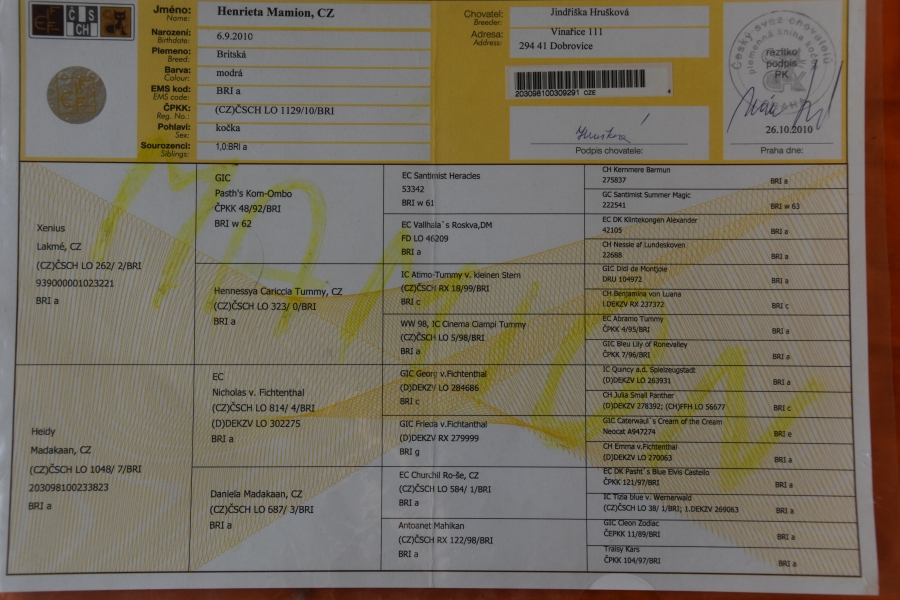 ČS
CH
Jméno:
Name:
Henrieta Mamion, CZ
Narození:
Birthdate:
6.9.2010
Plemeno:
Breed:
Britská
Barva:
Colour:
modrá
EMS kod:
EMS code:
BRI a
ČPKK:
Reg. No.:
(CZ)ČSCH LO 1129/10/BRI
Pohlaví:
Sex:
kočka
Sourozenci:
Siblings:
1,0:BRI a
Chovatel:
Breeder:
Jindřiška Hrušková
Adresa:
Address:
Vinařice 111
294 41 Dobrovice
203098100309291 CZE 4
Hrušková
Podpis chovatele:
Český svaz chovatelů
plemenná kniha koček
razítko
podpis
PK
26.10.2010
Praha dne:
Xenius
Lakmé, CZ
(CZ)ČSCH LO 262/ 2/BRI
939000001023221
BRI a
Heidy
Madakaan, CZ
(CZ)ČSCH LO 1048/ 7/BRI
203098100233823
BRI a
GIC
Pasth's Kom-Ombo
ČPKK 48/92/BRI
BRI w 62
Hennessya Cariccia Tummy, CZ
(CZ)ČSCH LO 323/ 0/BRI
BRI a
EC
Nicholas v. Fichtenthal
(CZ)ČSCH LO 814/ 4/BRI
(D)DEKZV LO 302275
BRI a
Daniela Madakaan, CZ
(CZ)ČSCH LO 687/ 3/BRI
BRI a
EC Santimist Heracles
53342
BRI w 61
EC Vallhala`s Roskva,DM
FD LO 46209
BRI a
IC Atimo-Tummy v. kleinen Stern
(CZ)ČSCH RX 18/99/BRI
BRI c
WW 98, IC Cinema Ciampi Tummy
(CZ)ČSCH LO 5/98/BRI
BRI a
GIC Georg v.Fichtenthal
(D)DEKZV LO 284686
BRI c
GIC Frieda v.Fichtanthal
(D)DEKZV RX 279999
BRI g
EC Churchil Ro-še, CZ
(CZ)ČSCH LO 584/ 1/BRI
BRI a
Antoanet Mahikan
(CZ)ČSCH RX 122/98/BRI
BRI a
CH Kernmere Barmun
275837 BRI a
GC Santimist Summer Magic
222541 BRI w 63
EC DK Klintekongen Alexander
42105 BRI a
CH Nessie af Lundeskoven
22688 BRI a
GIC Didi de Montjoie
DRU 104972 BRI a
CH Benjamina von Luana
I.DEKZV RX 237372 BRI c
EC Abramo Tummy
ČPKK 4/95/BRI BRI a
GIC Bleu Lily of Ronevalley
ČPKK 7/96/BRI BRI a
IC Quincy a.d. Spielzeugstadt
(D)DEKZV LO 263931 BRI a
CH Julia Small Panther
(D)DEKZV 278392; (CH)FFH LO 56677 BRI c
GIC Caterwaul`s Cream of the Cream
Neocat A947274 BRI e
CH Emma v.Fichtenthal
(D)DEKZV LO 270063 BRI a
EC DK Pasht`s Blue Elvis Castello
ČPKK 121/97/BRI BRI a
IC Tizia blue v. Wernerwald
(CZ)ČSCH LO 38/ 1/BRI; 1.DEKZV 269063 BRI a
GIC Cleon Zodiac
ČEPKK 11/89/BRI BRI a
Traisy Kars
ČPKK 104/97/BRI BRI a